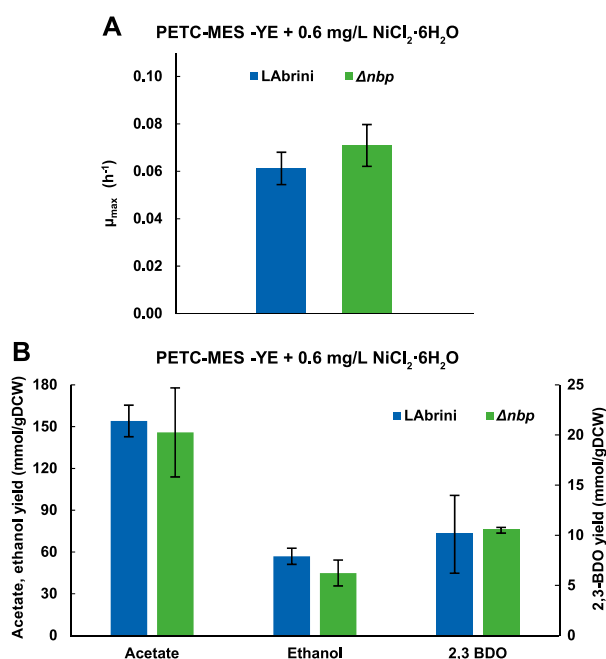 A
PETC-MES -YE + 0.6 mg/L NiCl₂·6H₂O
LAbrini Δnbp
μmax (h⁻¹)
0.10
0.08
0.06
0.04
0.02
0.00
B
PETC-MES -YE + 0.6 mg/L NiCl₂·6H₂O
LAbrini Δnbp
Acetate, ethanol yield (mmol/gDCW)
180
150
120
90
60
30
0
2,3-BDO yield (mmol/gDCW)
25
20
15
10
5
0
Acetate Ethanol 2.3 BDO